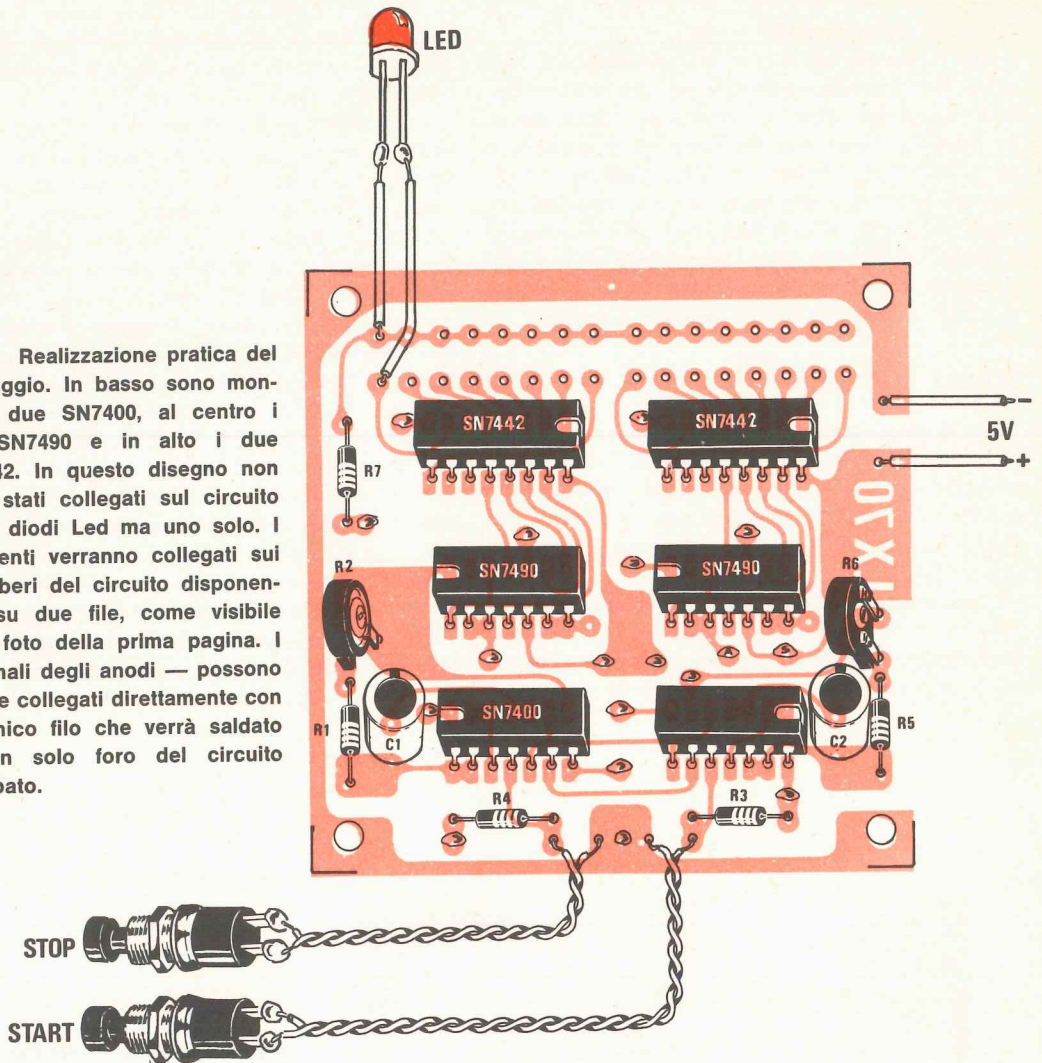 LED
Realizzazione pratica del
ggio. In basso sono mon-
due SN7400, al centro i
SN7490 e in alto i due
42. In questo disegno non
stati collegati sul circuito
diodi Led ma uno solo. I
enti verranno collegati sui
beri del circuito disponen-
su due file, come visibile
foto della prima pagina. I
nali degli anodi — possono
e collegati direttamente con
nico filo che verrà saldato
n solo foro del circuito
pato.
SN7442
SN7442
-
5V
+
R7
LX 70
SN7490
SN7490
R2
R6
SN7400
SN7400
R1
C1
C2
R5
R4
R3
STOP
START